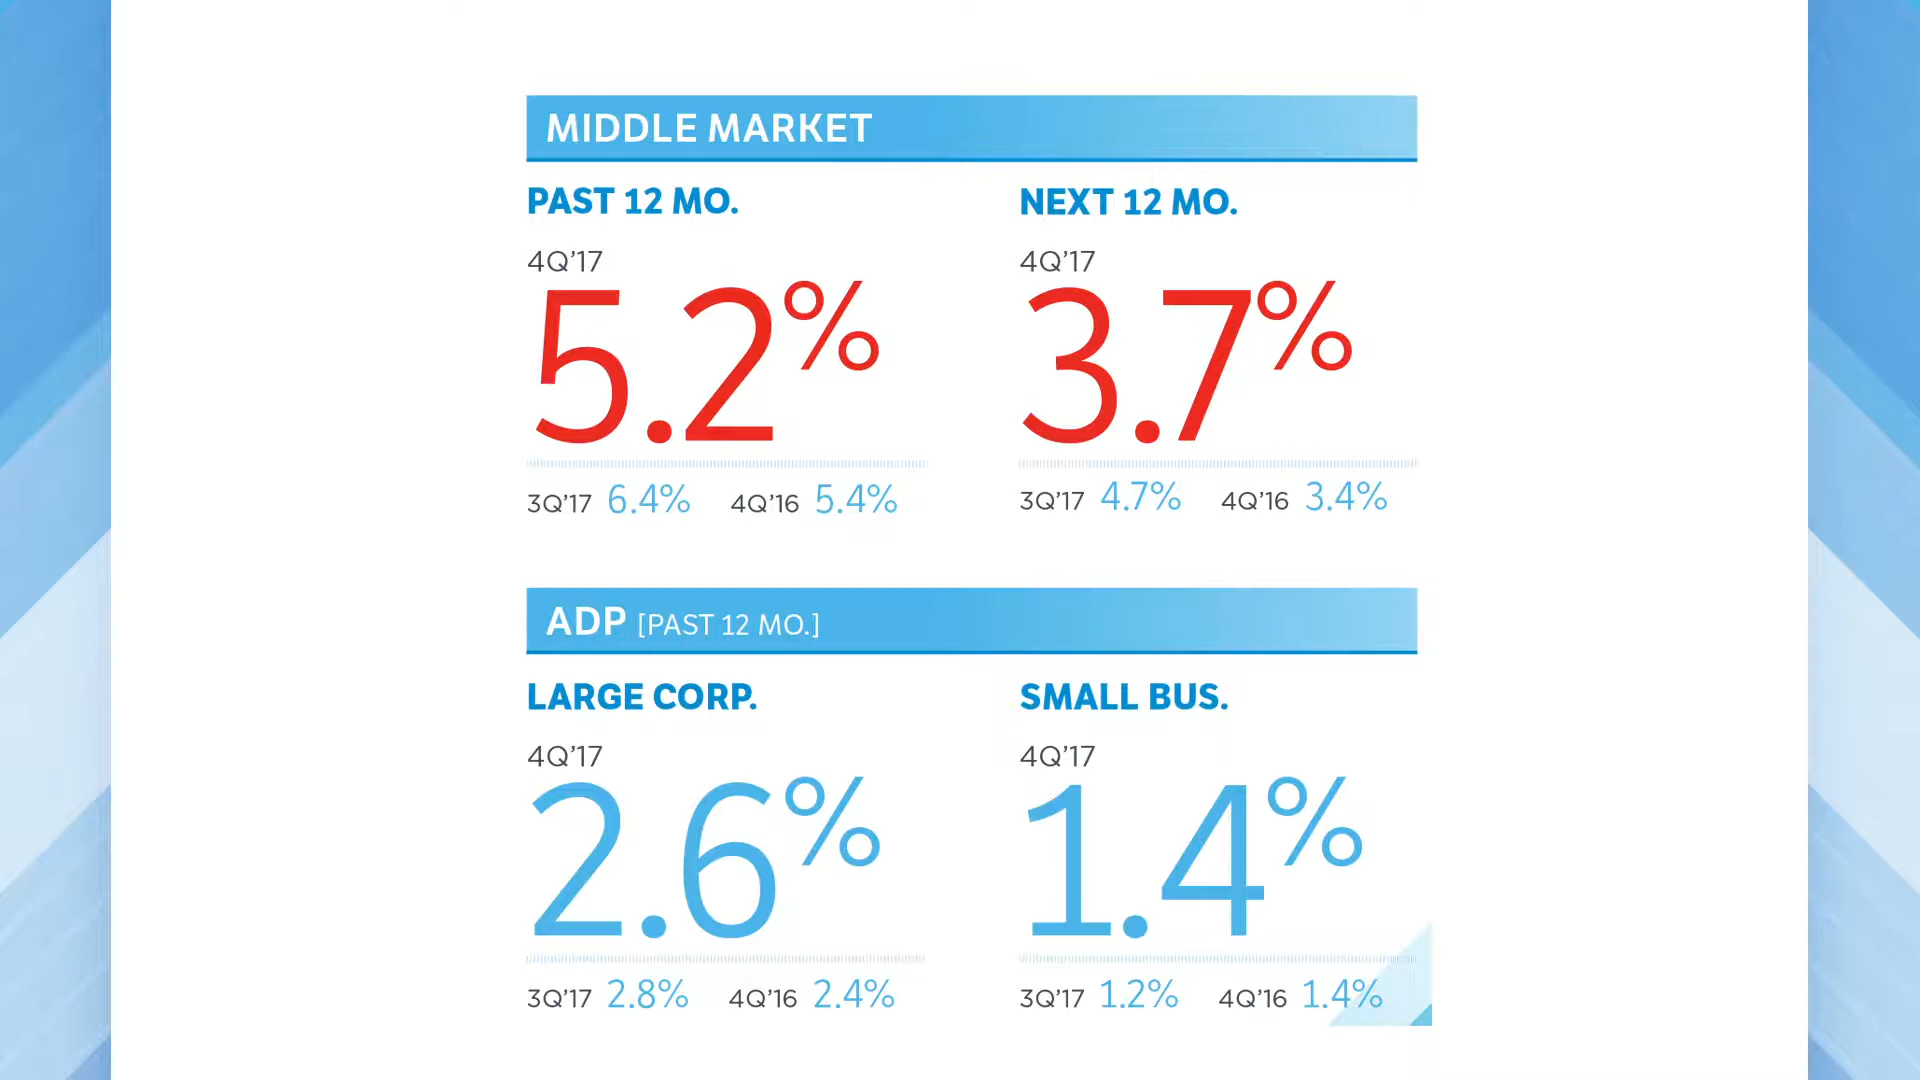 MIDDLE MARKET
PAST 12 MO.
4Q’17
5.2%
3Q’17 6.4% 4Q’16 5.4%
NEXT 12 MO.
4Q’17
3.7%
3Q’17 4.7% 4Q’16 3.4%
ADP [PAST 12 MO.]
LARGE CORP.
4Q’17
2.6%
3Q’17 2.8% 4Q’16 2.4%
SMALL BUS.
4Q’17
1.4%
3Q’17 1.2% 4Q’16 1.4%